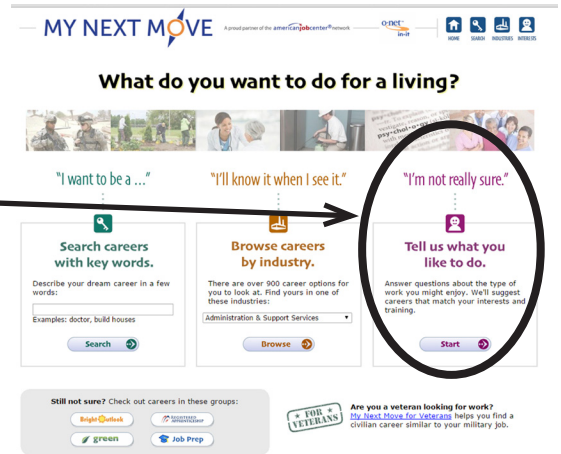 MY NEXT MOVE
A proud partner of the americanjobcenter® network
o·net™ in-it
HOME SEARCH INDUSTRIES INTERESTS
What do you want to do for a living?
psy•chol•o•gy
"I want to be a ..."
Search careers
with key words.
Describe your dream career in a few
words:
Examples: doctor, build houses
Search
"I'll know it when I see it."
Browse careers
by industry.
There are over 900 career options for
you to look at. Find yours in one of
these industries:
Administration & Support Services
Browse
"I'm not really sure."
Tell us what you
like to do.
Answer questions about the type of
work you might enjoy. We'll suggest
careers that match your interests and
training.
Start
Still not sure? Check out careers in these groups:
Bright Outlook
REGISTERED APPRENTICESHIP
green
Job Prep
★ FOR ★
VETERANS
Are you a veteran looking for work?
My Next Move for Veterans helps you find a
civilian career similar to your military job.